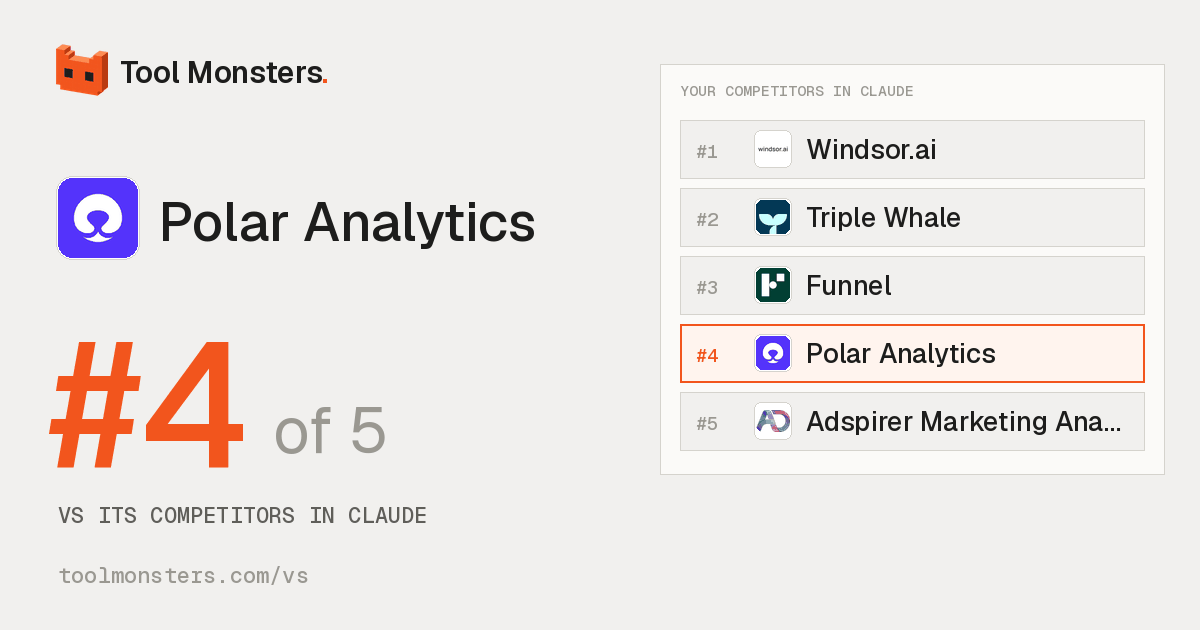 Tool Monsters.
Polar Analytics
#4 of 5
VS ITS COMPETITORS IN CLAUDE
toolmonsters.com/vs
YOUR COMPETITORS IN CLAUDE
#1 windsor.ai Windsor.ai
#2 Triple Whale
#3 Funnel
#4 Polar Analytics
#5 Adspirer Marketing Ana...